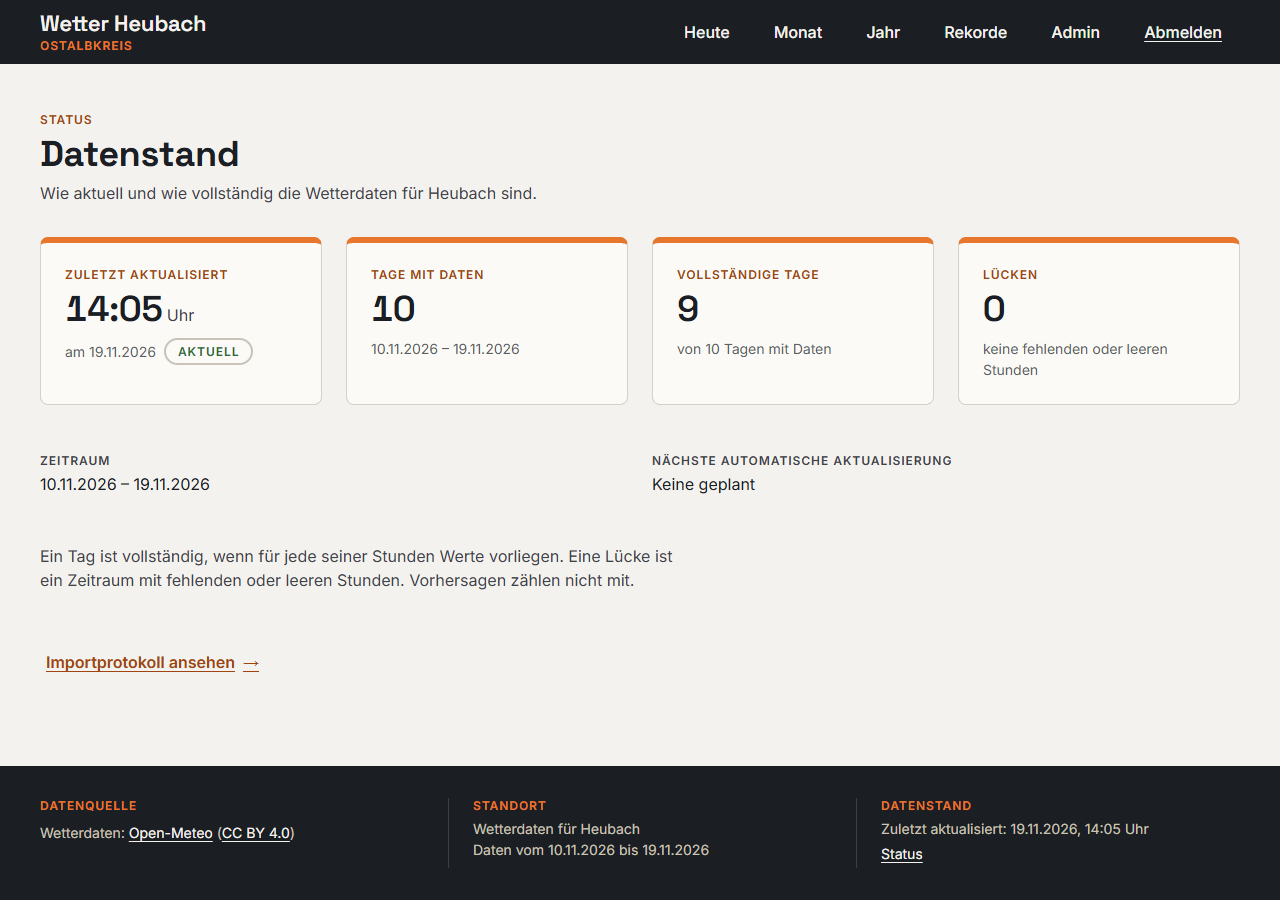 Wetter Heubach
OSTALBKREIS
Heute Monat Jahr Rekorde Admin Abmelden
STATUS
Datenstand
Wie aktuell und wie vollständig die Wetterdaten für Heubach sind.
ZULETZT AKTUALISIERT
14:05 Uhr
am 19.11.2026 AKTUELL
TAGE MIT DATEN
10
10.11.2026 – 19.11.2026
VOLLSTÄNDIGE TAGE
9
von 10 Tagen mit Daten
LÜCKEN
0
keine fehlenden oder leeren
Stunden
ZEITRAUM
10.11.2026 – 19.11.2026
NÄCHSTE AUTOMATISCHE AKTUALISIERUNG
Keine geplant
Ein Tag ist vollständig, wenn für jede seiner Stunden Werte vorliegen. Eine Lücke ist
ein Zeitraum mit fehlenden oder leeren Stunden. Vorhersagen zählen nicht mit.
Importprotokoll ansehen →
DATENQUELLE
Wetterdaten: Open-Meteo (CC BY 4.0)
STANDORT
Wetterdaten für Heubach
Daten vom 10.11.2026 bis 19.11.2026
DATENSTAND
Zuletzt aktualisiert: 19.11.2026, 14:05 Uhr
Status